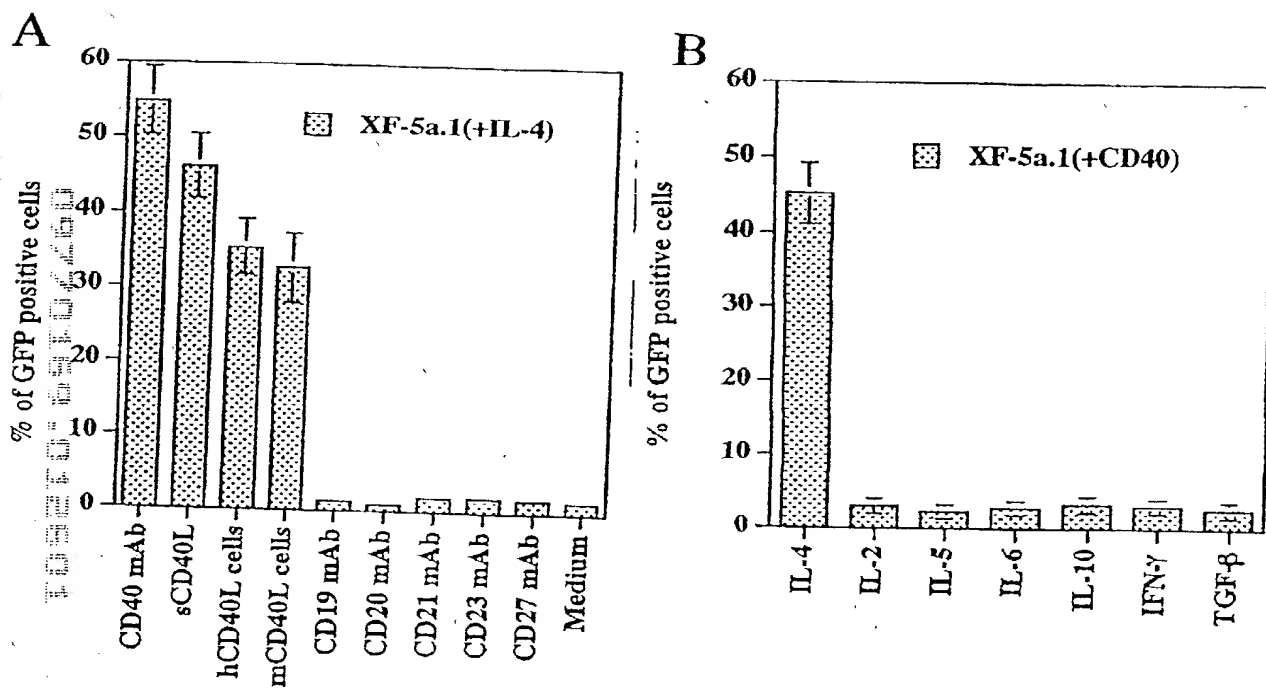 A
60
50
40
30
20
10
0
% of GFP positive cells
XF-5a.1(+IL-4)
CD40 mAb
sCD40L
hCD40L cells
mCD40L cells
CD19 mAb
CD20 mAb
CD21 mAb
CD23 mAb
CD27 mAb
Medium
B
60
50
40
30
20
10
0
% of GFP positive cells
XF-5a.1(+CD40)
IL-4
IL-2
IL-5
IL-6
IL-10
IFN-γ
TGF-β